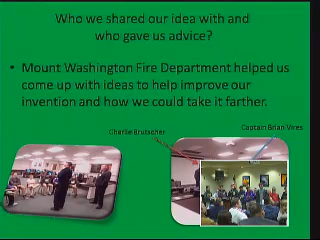 Who we shared our idea with and
who gave us advice?
• Mount Washington Fire Department helped us
come up with ideas to help improve our
invention and how we could take it farther.
Charlie Brutscher
Captain Brian Vires